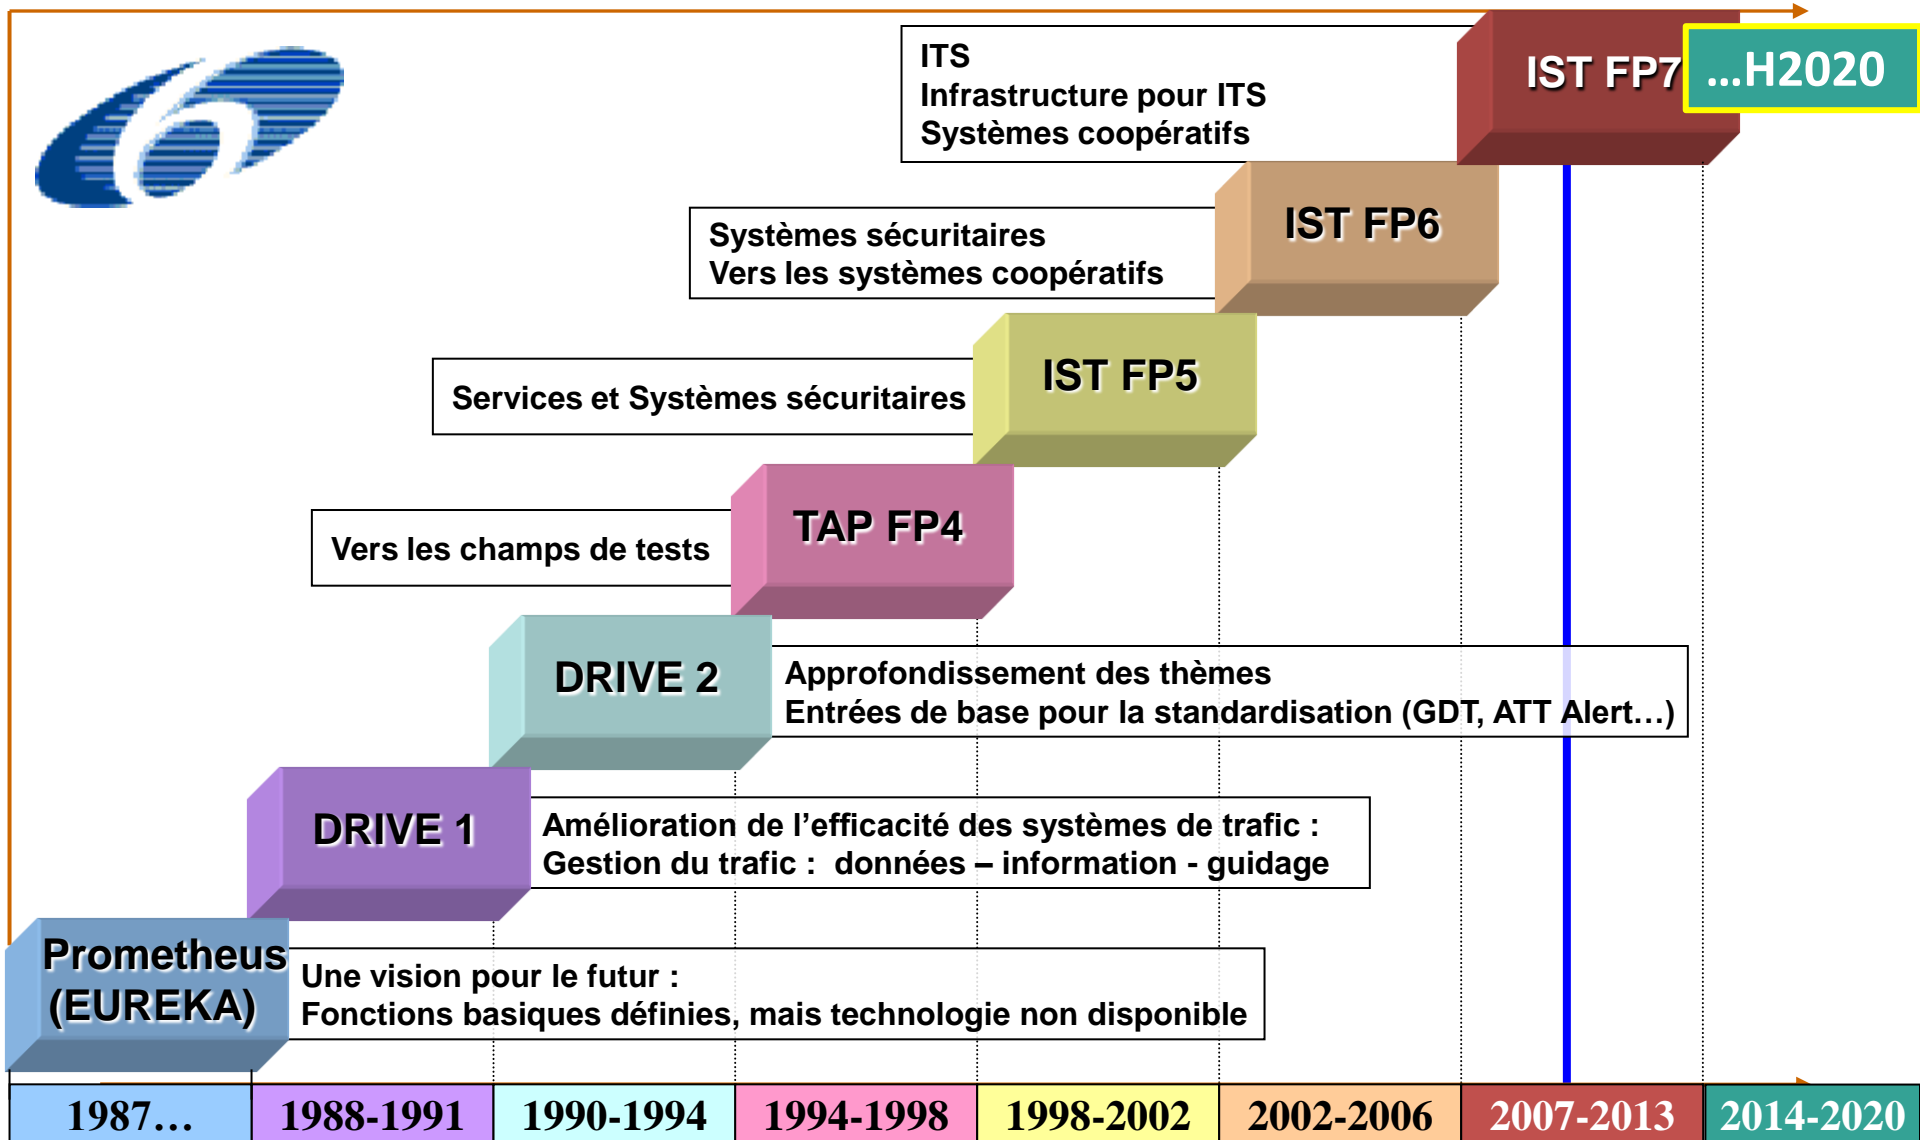 ITS
Infrastructure pour ITS
Systèmes coopératifs
IST FP7
...H2020
Systèmes sécuritaires
Vers les systèmes coopératifs
IST FP6
Services et Systèmes sécuritaires
IST FP5
Vers les champs de tests
TAP FP4
DRIVE 2
Approfondissement des thèmes
Entrées de base pour la standardisation (GDT, ATT Alert…)
DRIVE 1
Amélioration de l’efficacité des systèmes de trafic :
Gestion du trafic : données – information - guidage
Prometheus
(EUREKA)
Une vision pour le futur :
Fonctions basiques définies, mais technologie non disponible
1987… 1988-1991 1990-1994 1994-1998 1998-2002 2002-2006 2007-2013 2014-2020